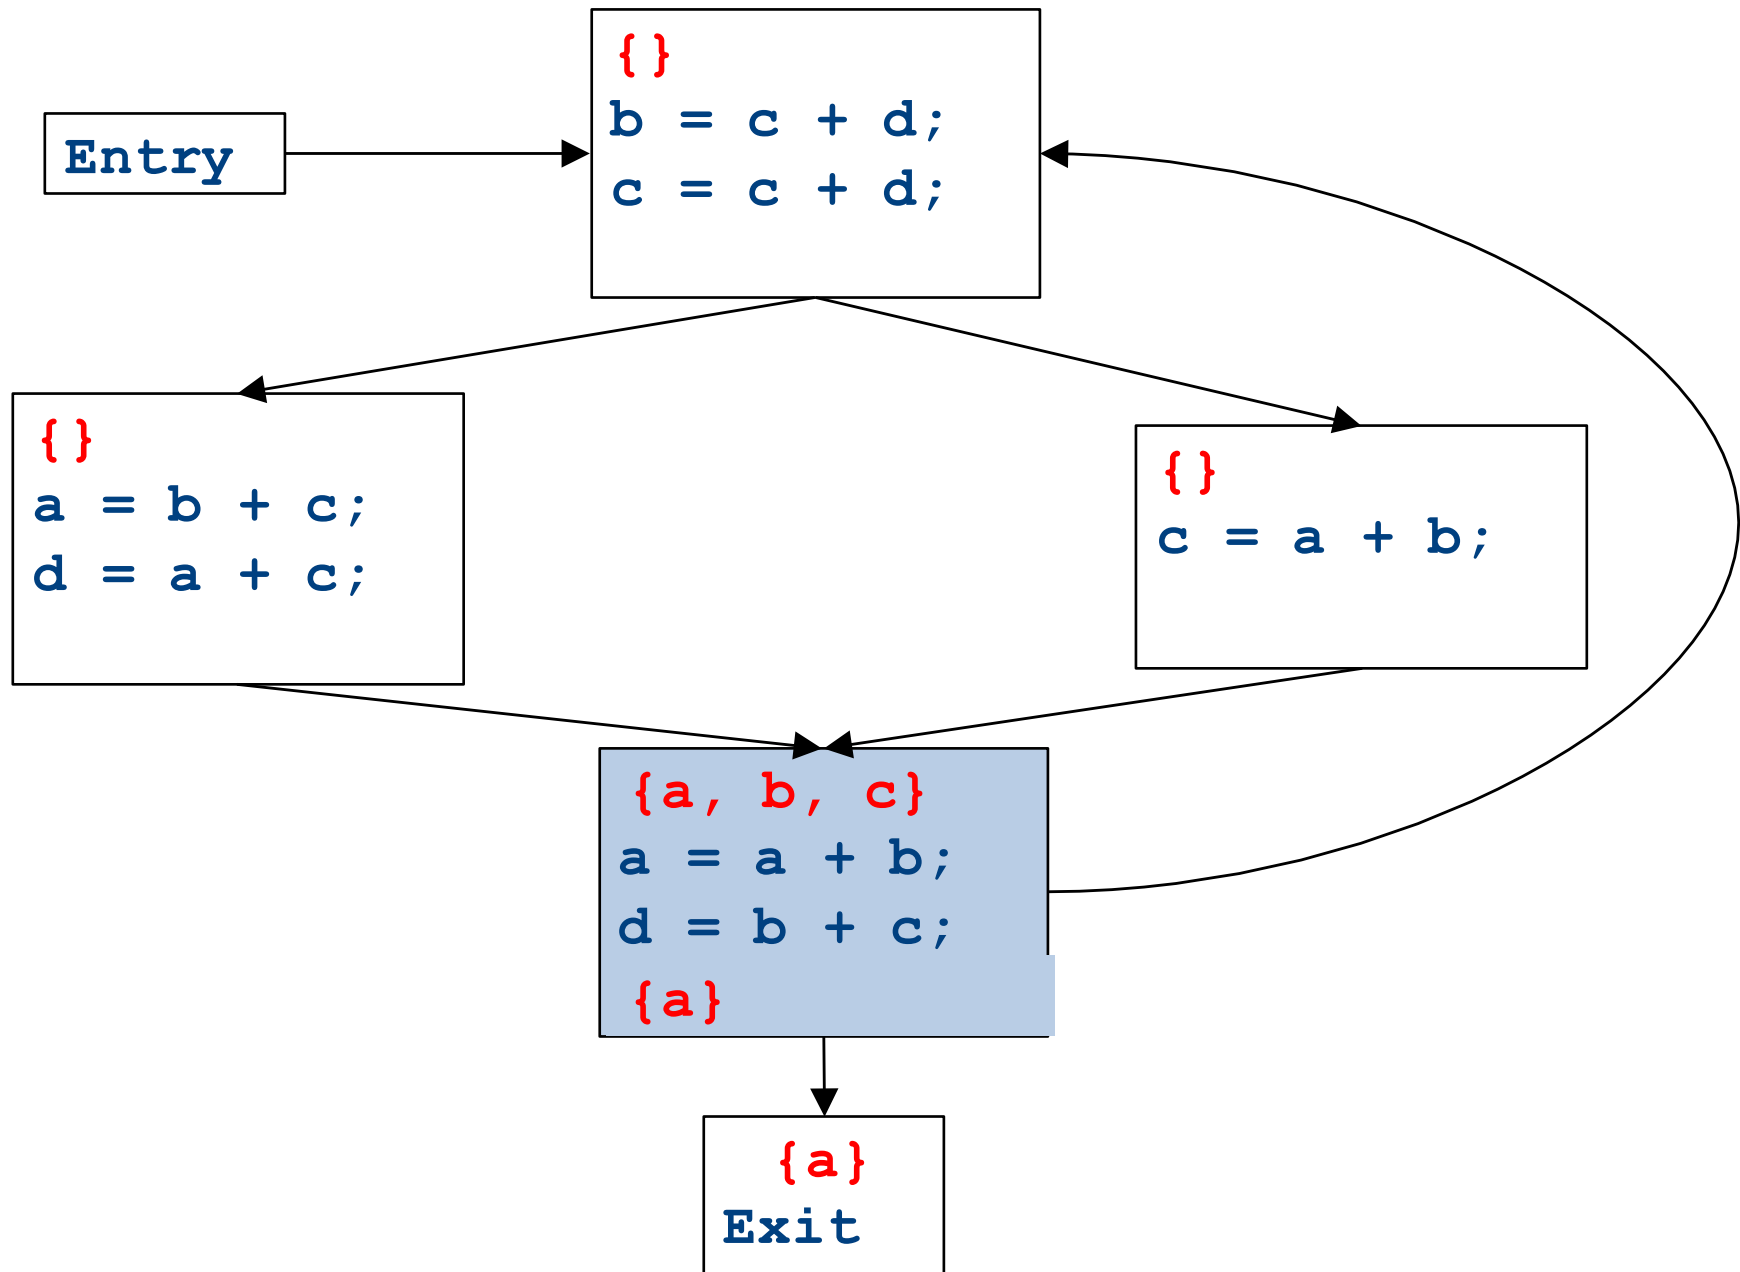 {}
b = c + d;
c = c + d;
Entry
{}
a = b + c;
d = a + c;
{}
c = a + b;
{a, b, c}
a = a + b;
d = b + c;
{a}
{a}
Exit